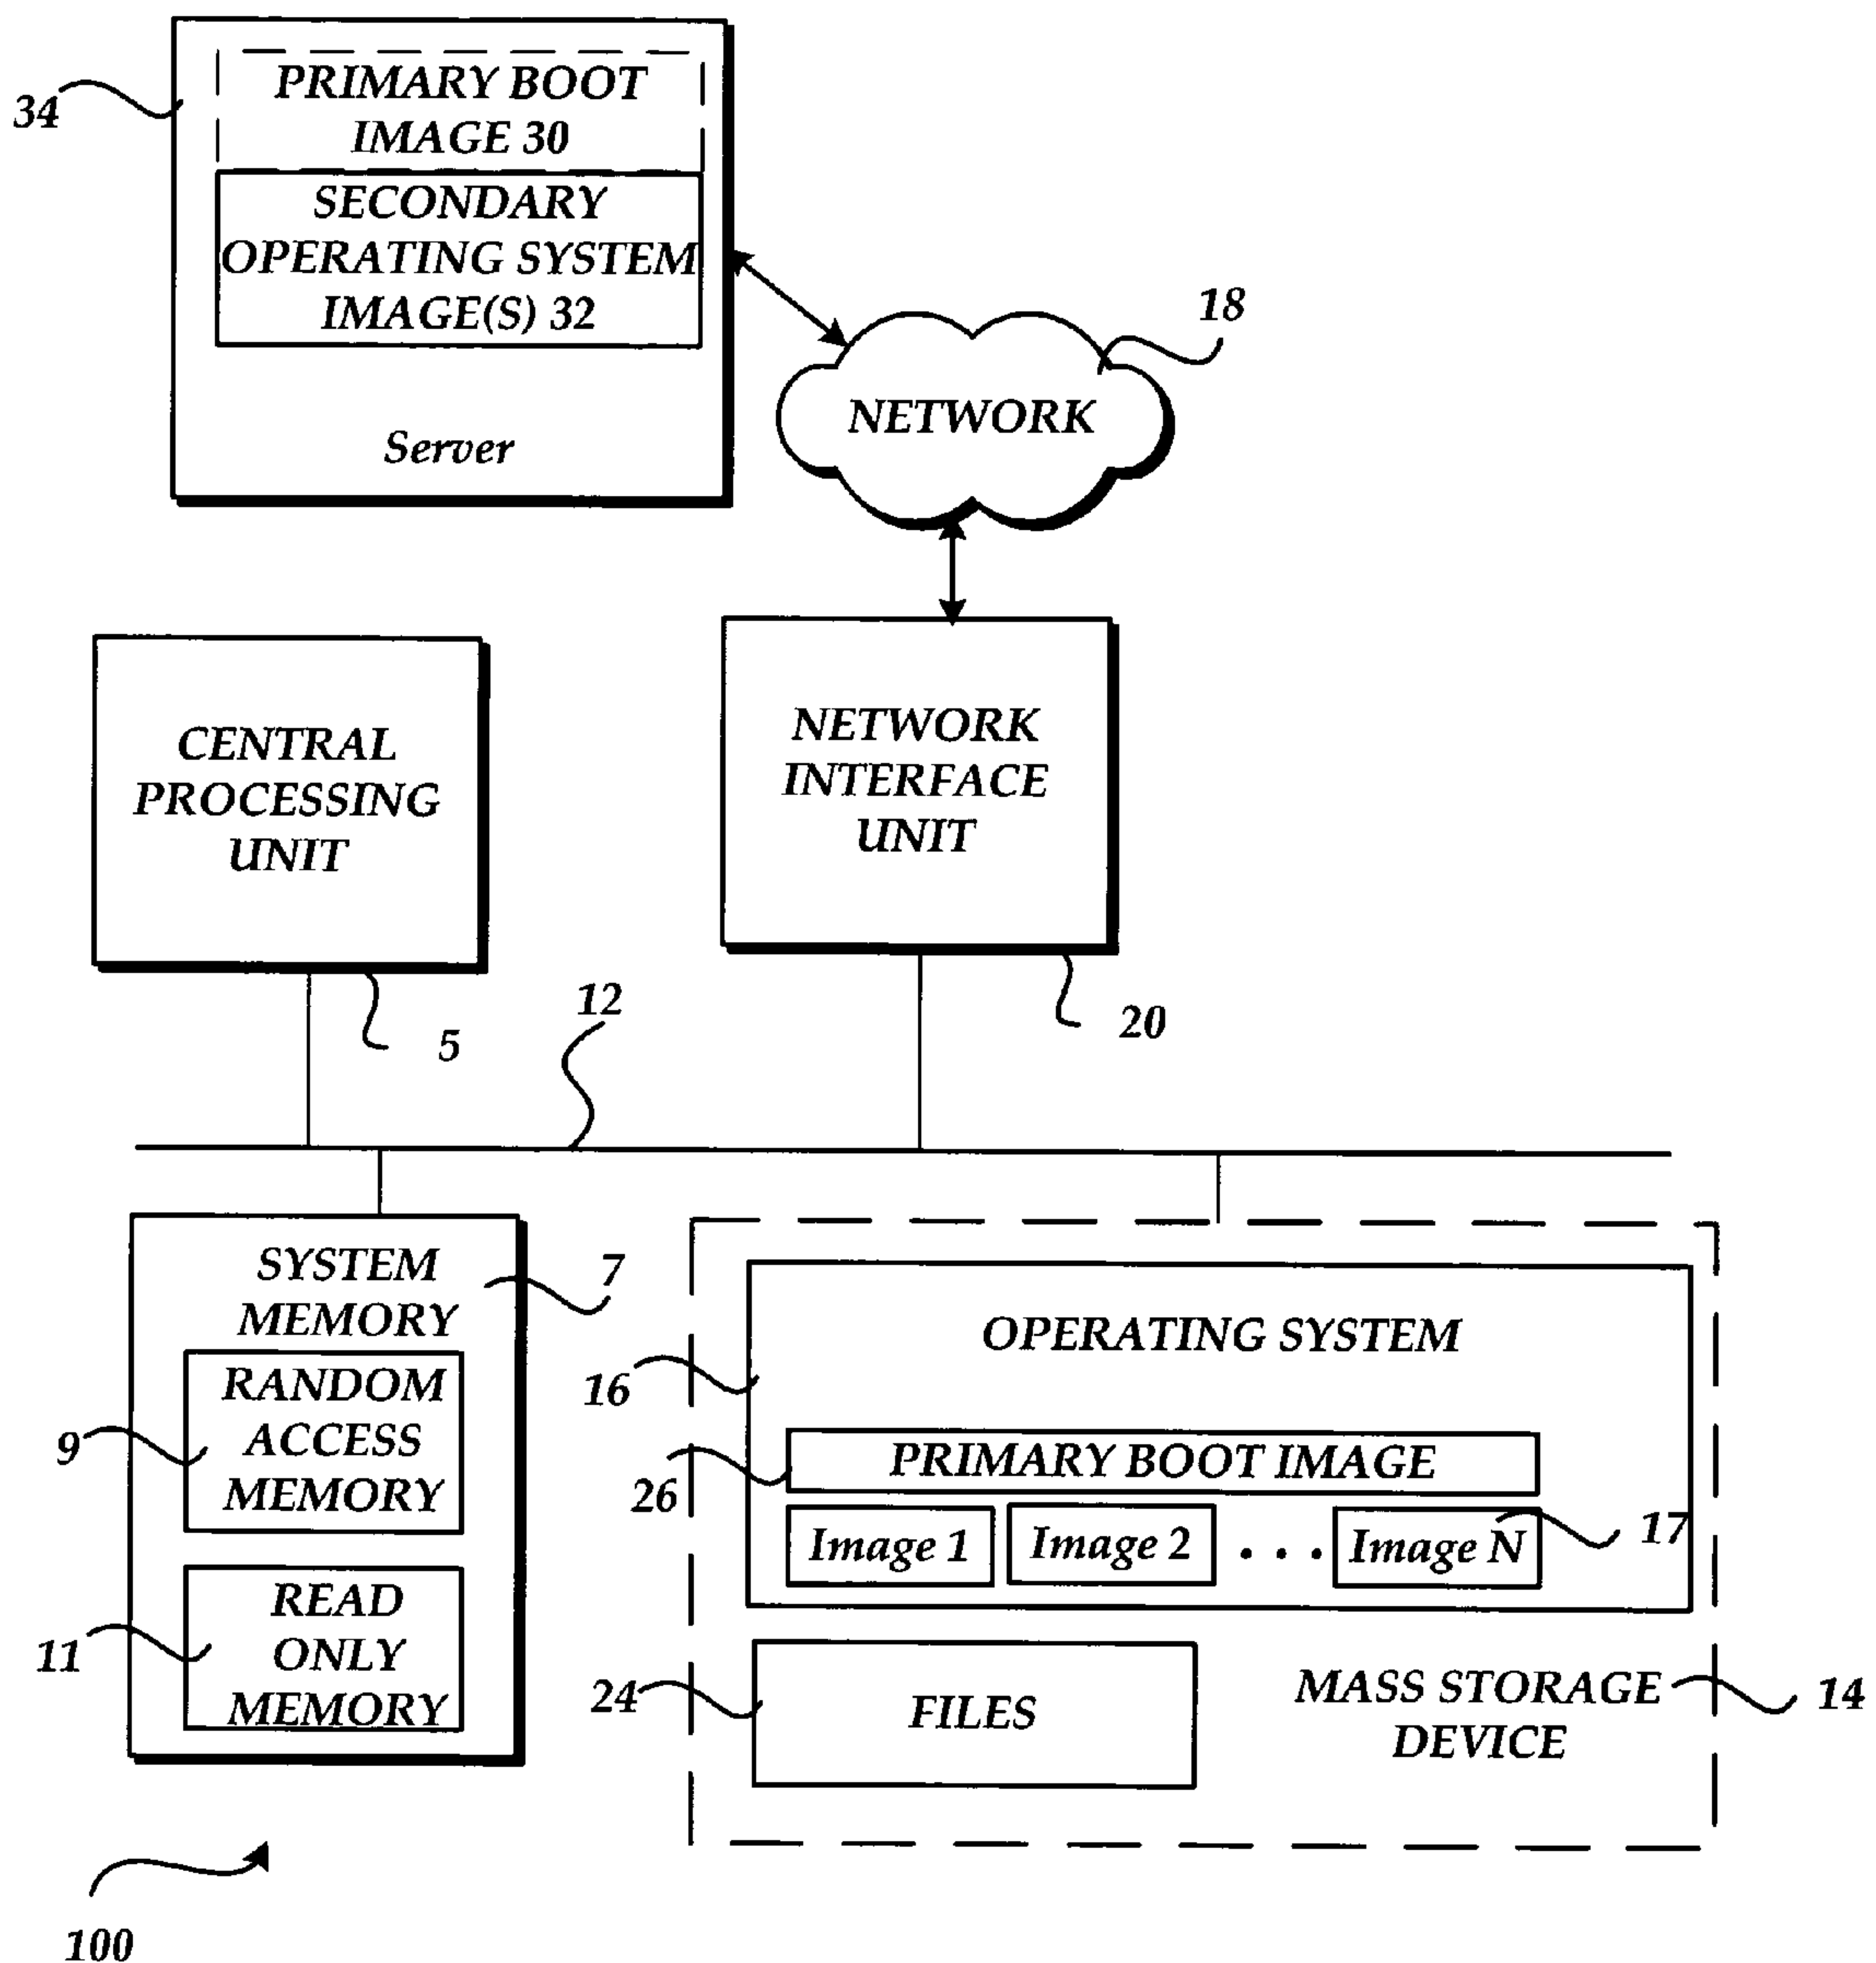 34
PRIMARY BOOT
IMAGE 30
SECONDARY
OPERATING SYSTEM
IMAGE(S) 32
Server
18
NETWORK
CENTRAL
PROCESSING
UNIT
5
NETWORK
INTERFACE
UNIT
20
12
SYSTEM
MEMORY
7
RANDOM
ACCESS
MEMORY
9
READ
ONLY
MEMORY
11
OPERATING SYSTEM
16
PRIMARY BOOT IMAGE
26
Image 1
Image 2
. . .
Image N
17
FILES
24
MASS STORAGE
DEVICE
14
100